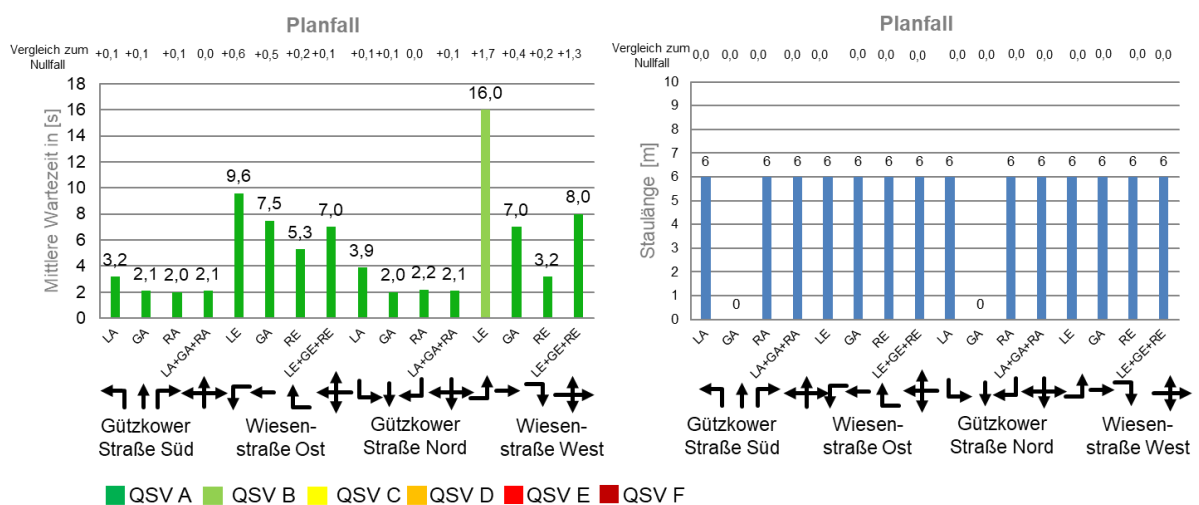 Planfall
Vergleich zum
Nullfall
+0,1 +0,1 +0,1 0,0 +0,6 +0,5 +0,2 +0,1 +0,1 +0,1 0,0 +0,1 +1,7 +0,4 +0,2 +1,3
Mittlere Wartezeit in [s]
18
16
14
12
10
8
6
4
2
0
3,2 2,1 2,0 2,1 9,6 7,5 5,3 7,0 3,9 2,0 2,2 2,1 16,0 7,0 3,2 8,0
LA GA RA LA+GA+RA LE GA RE LE+GE+RE LA GA RA LA+GA+RA LE GA RE LE+GE+RE
Gützkower
Straße Süd
Wiesen-
straße Ost
Gützkower
Straße Nord
Wiesen-
straße West
Planfall
Vergleich zum
Nullfall
0,0 0,0 0,0 0,0 0,0 0,0 0,0 0,0 0,0 0,0 0,0 0,0 0,0 0,0 0,0 0,0
Staulänge [m]
10
9
8
7
6
5
4
3
2
1
0
6 0 6 6 6 6 6 6 6 0 6 6 6 6 6 6
LA GA RA LA+GA+RA LE GA RE LE+GE+RE LA GA RA LA+GA+RA LE GA RE LE+GE+RE
Gützkower
Straße Süd
Wiesen-
straße Ost
Gützkower
Straße Nord
Wiesen-
straße West
QSV A QSV B QSV C QSV D QSV E QSV F